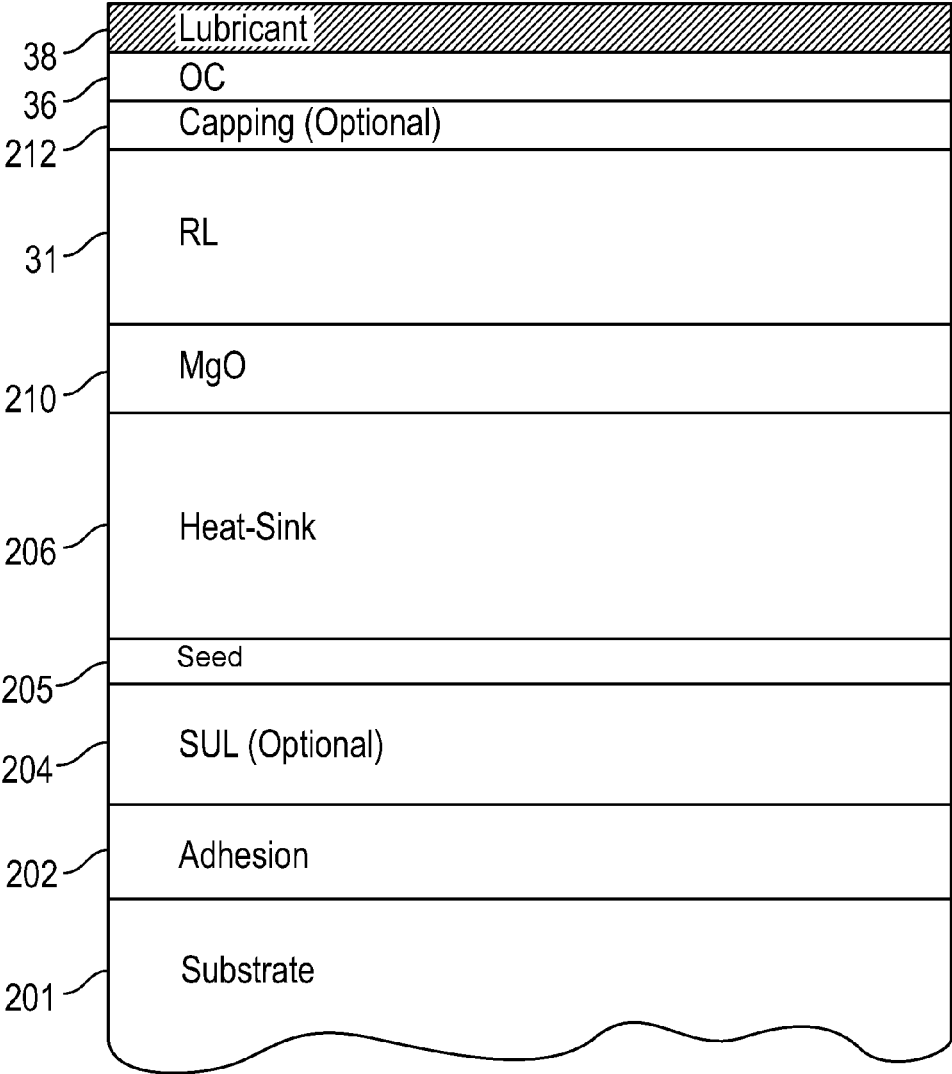 Lubricant
38
OC
36
Capping (Optional)
212
RL
31
MgO
210
Heat-Sink
206
Seed
205
SUL (Optional)
204
Adhesion
202
Substrate
201